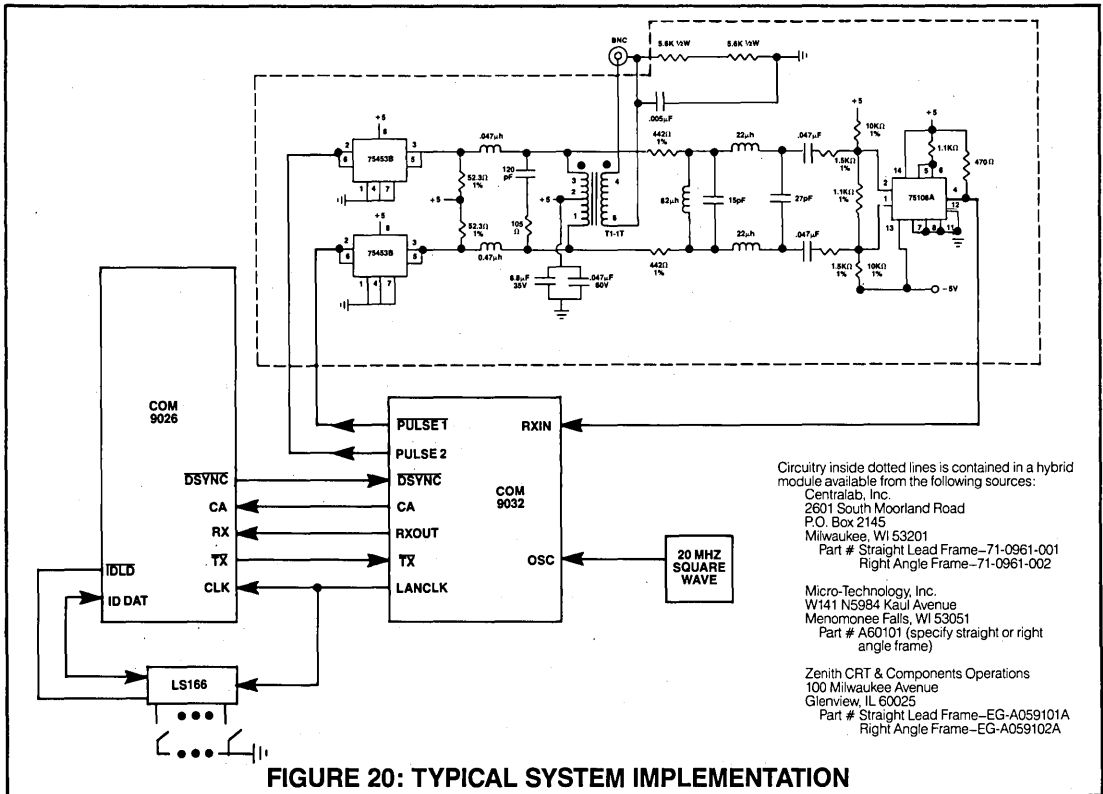 BNC
5.6K ½W
5.6K ½W
.005µF
+5
8
2
6
75453B
3
5
1 4 7
.047µh
52.3Ω
1%
+5
52.3Ω
1%
120
pF
105
Ω
0.47µh
+5
8
2
6
75453B
3
5
1 4 7
+5
3
2
1
4
5
T1-1T
6.8µF
35V
.047µF
60V
442Ω
1%
442Ω
1%
82µh
22µh
15pF
22µh
27pF
.047µF
.047µF
1.5KΩ
1%
1.5KΩ
1%
+5
10KΩ
1%
1.1KΩ
1%
10KΩ
1%
+5
1.1KΩ
470Ω
14
5
6
2
1
75108A
4
12
13
7
8
11
−5V
COM
9026
DSYNC
CA
RX
TX
CLK
IDLD
ID DAT
PULSE 1
PULSE 2
DSYNC
CA
RXOUT
TX
LANCLK
COM
9032
RXIN
OSC
20 MHZ
SQUARE
WAVE
LS166
Circuitry inside dotted lines is contained in a hybrid
module available from the following sources:
Centralab, Inc.
2601 South Moorland Road
P.O. Box 2145
Milwaukee, WI 53201
Part # Straight Lead Frame–71-0961-001
Right Angle Frame–71-0961-002
Micro-Technology, Inc.
W141 N5984 Kaul Avenue
Menomonee Falls, WI 53051
Part # A60101 (specify straight or right
angle frame)
Zenith CRT & Components Operations
100 Milwaukee Avenue
Glenview, IL 60025
Part # Straight Lead Frame–EG-A059101A
Right Angle Frame–EG-A059102A
FIGURE 20: TYPICAL SYSTEM IMPLEMENTATION